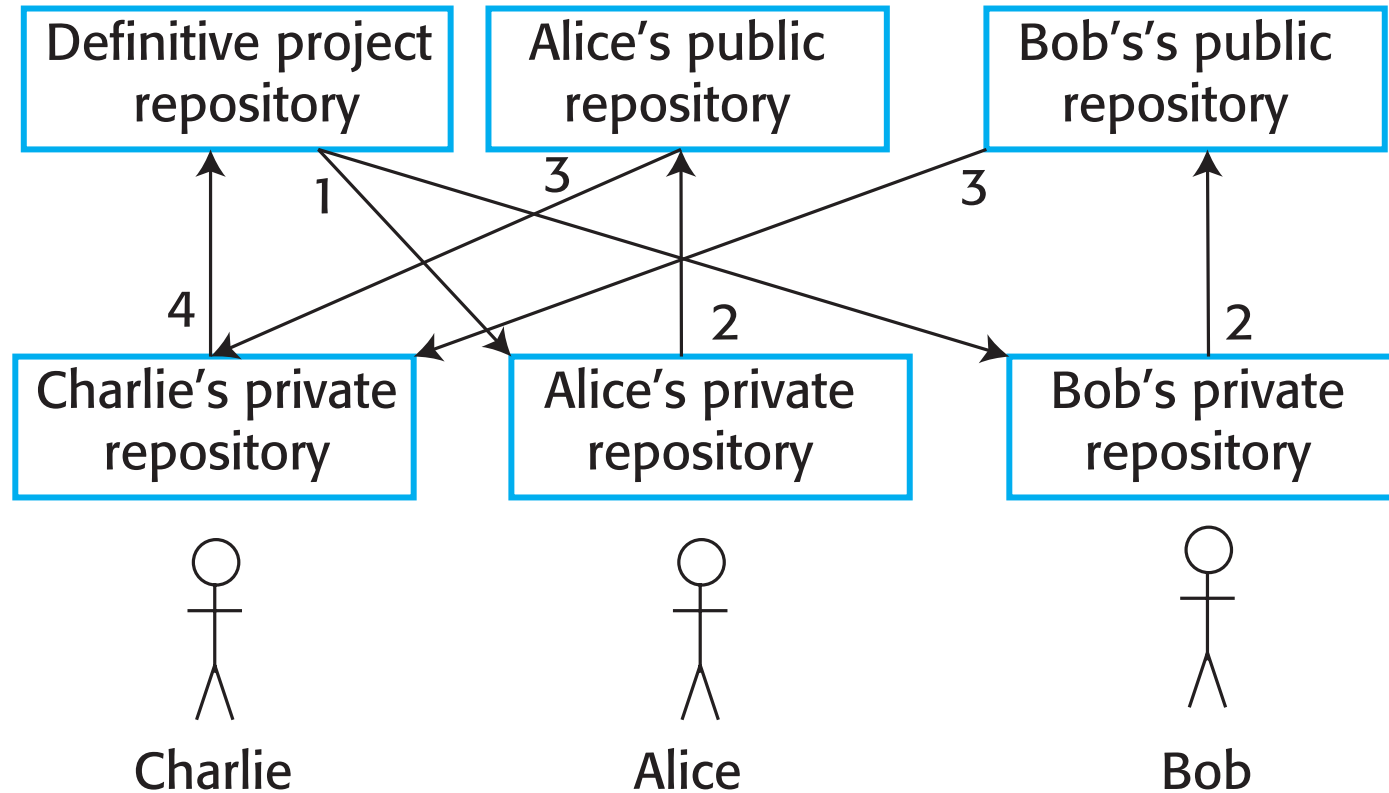 Definitive project
repository
Alice’s public
repository
Bob’s’s public
repository
1
3
3
4
2
2
Charlie’s private
repository
Alice’s private
repository
Bob’s private
repository
Charlie
Alice
Bob